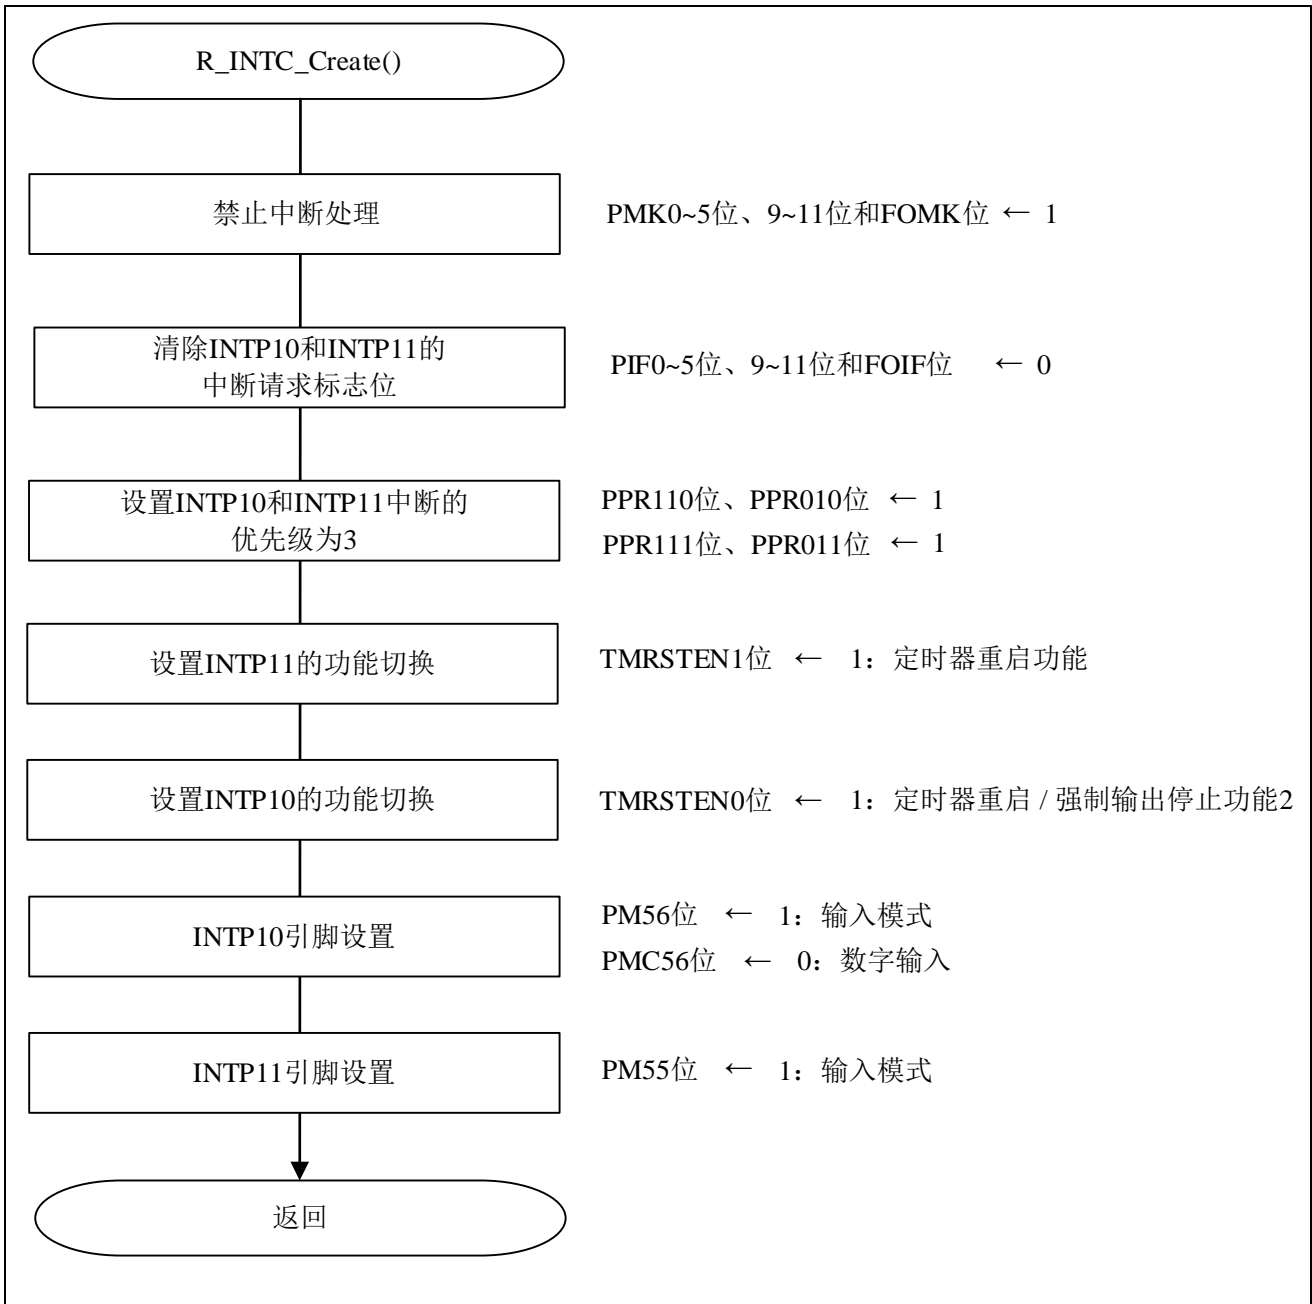 R_INTC_Create()
禁止中断处理
PMK0~5位、9~11位和FOMK位 ← 1
清除INTP10和INTP11的
中断请求标志位
PIF0~5位、9~11位和FOIF位 ← 0
设置INTP10和INTP11中断的
优先级为3
PPR110位、PPR010位 ← 1
PPR111位、PPR011位 ← 1
设置INTP11的功能切换
TMRSTEN1位 ← 1：定时器重启功能
设置INTP10的功能切换
TMRSTEN0位 ← 1：定时器重启 / 强制输出停止功能2
INTP10引脚设置
PM56位 ← 1：输入模式
PMC56位 ← 0：数字输入
INTP11引脚设置
PM55位 ← 1：输入模式
返回